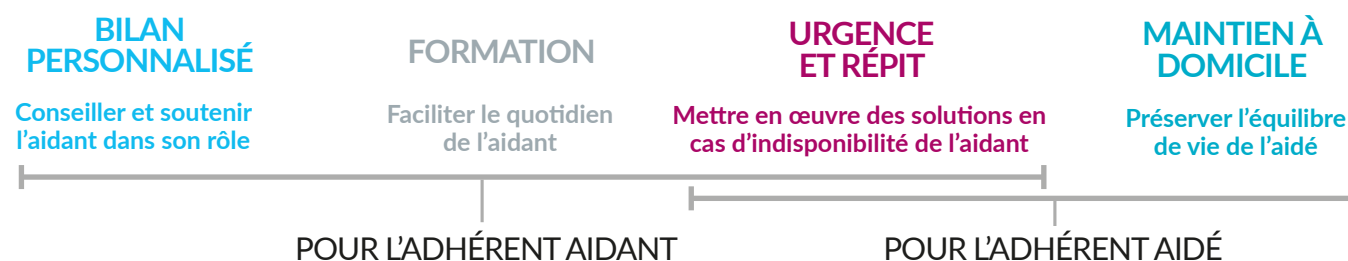 BILAN
PERSONNALISÉ
Conseiller et soutenir
l'aidant dans son rôle
FORMATION
Faciliter le quotidien
de l'aidant
URGENCE
ET RÉPIT
Mettre en œuvre des solutions en
cas d'indisponibilité de l'aidant
MAINTIEN À
DOMICILE
Préserver l'équilibre
de vie de l'aidé
POUR L'ADHÉRENT AIDANT
POUR L'ADHÉRENT AIDÉ